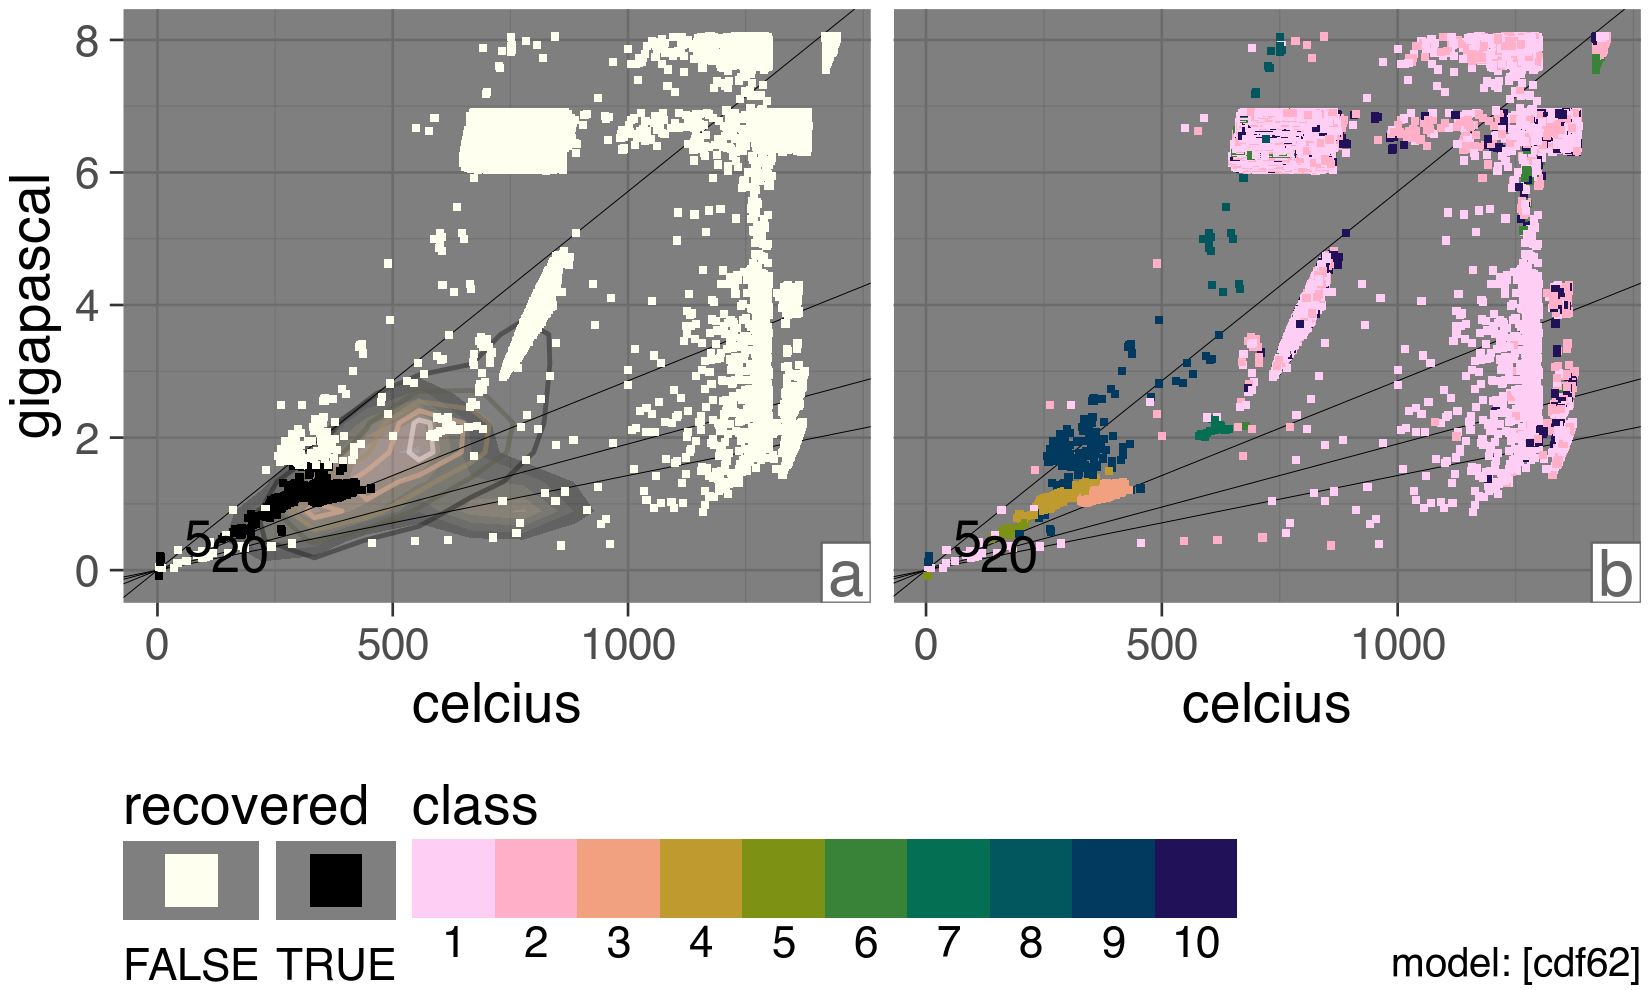 gigapascal
8
6
4
2
0
5
20
a
5
20
b
0 500 1000
0 500 1000
celcius
celcius
recovered
class
FALSE TRUE
1 2 3 4 5 6 7 8 9 10
model: [cdf62]